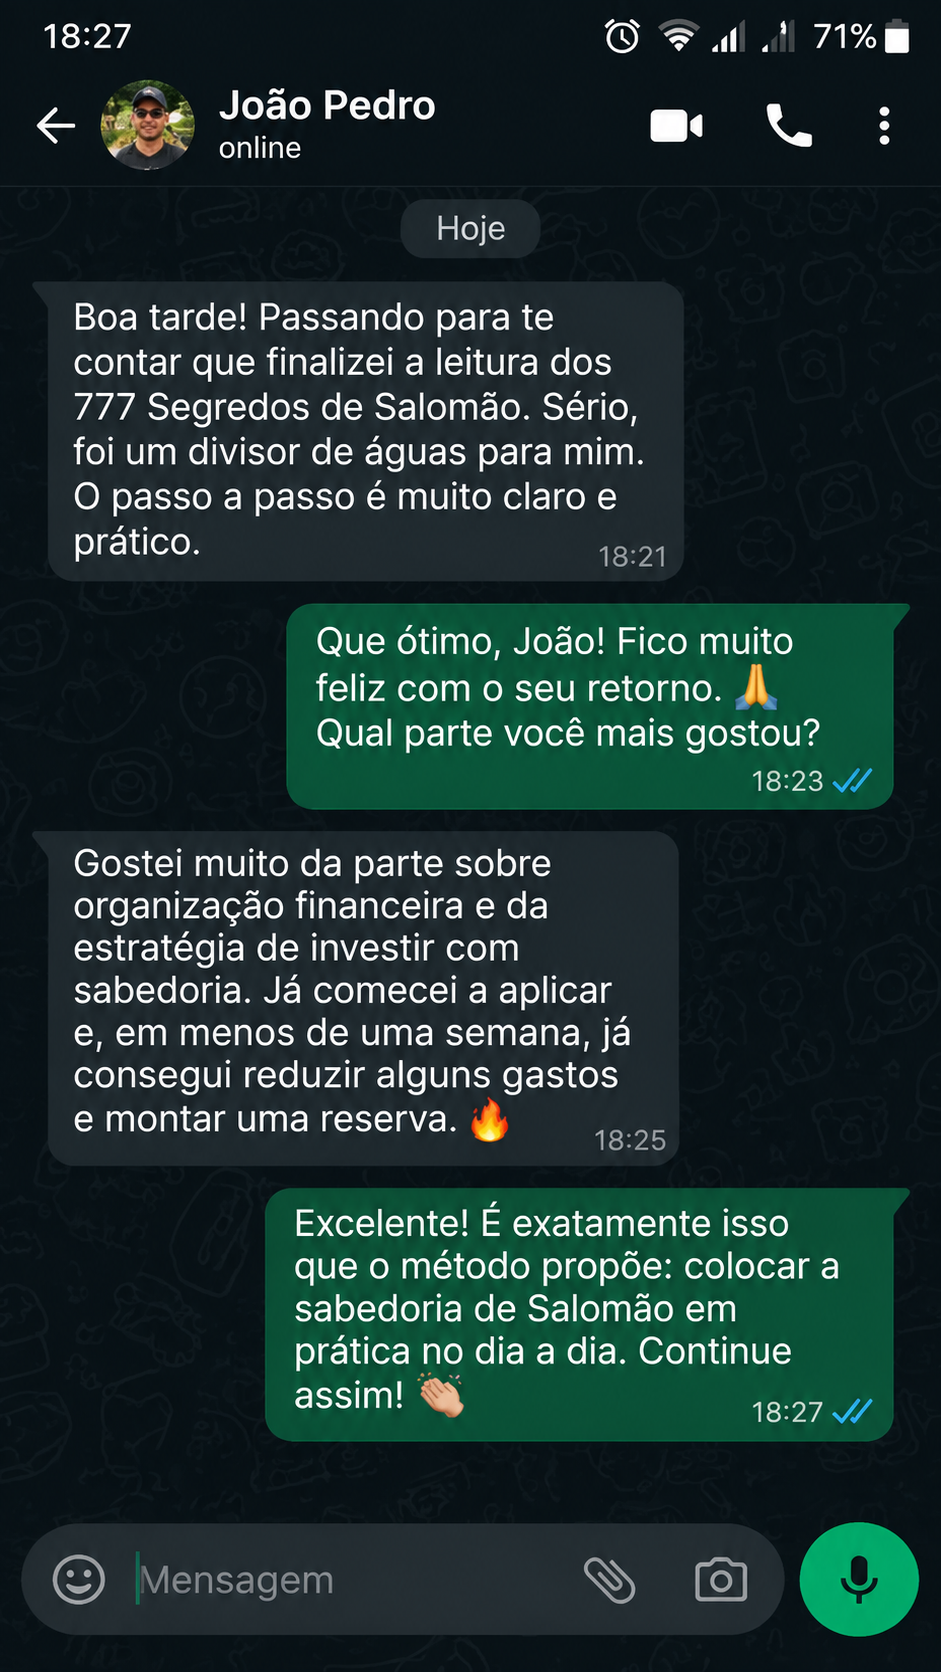 18:27
71%
João Pedro
online
Hoje
Boa tarde! Passando para te
contar que finalizei a leitura dos
777 Segredos de Salomão. Sério,
foi um divisor de águas para mim.
O passo a passo é muito claro e
prático.
18:21
Que ótimo, João! Fico muito
feliz com o seu retorno. 🙏
Qual parte você mais gostou?
18:23
Gostei muito da parte sobre
organização financeira e da
estratégia de investir com
sabedoria. Já comecei a aplicar
e, em menos de uma semana, já
consegui reduzir alguns gastos
e montar uma reserva. 🔥
18:25
Excelente! É exatamente isso
que o método propõe: colocar a
sabedoria de Salomão em
prática no dia a dia. Continue
assim! 👏🏼
18:27
Mensagem